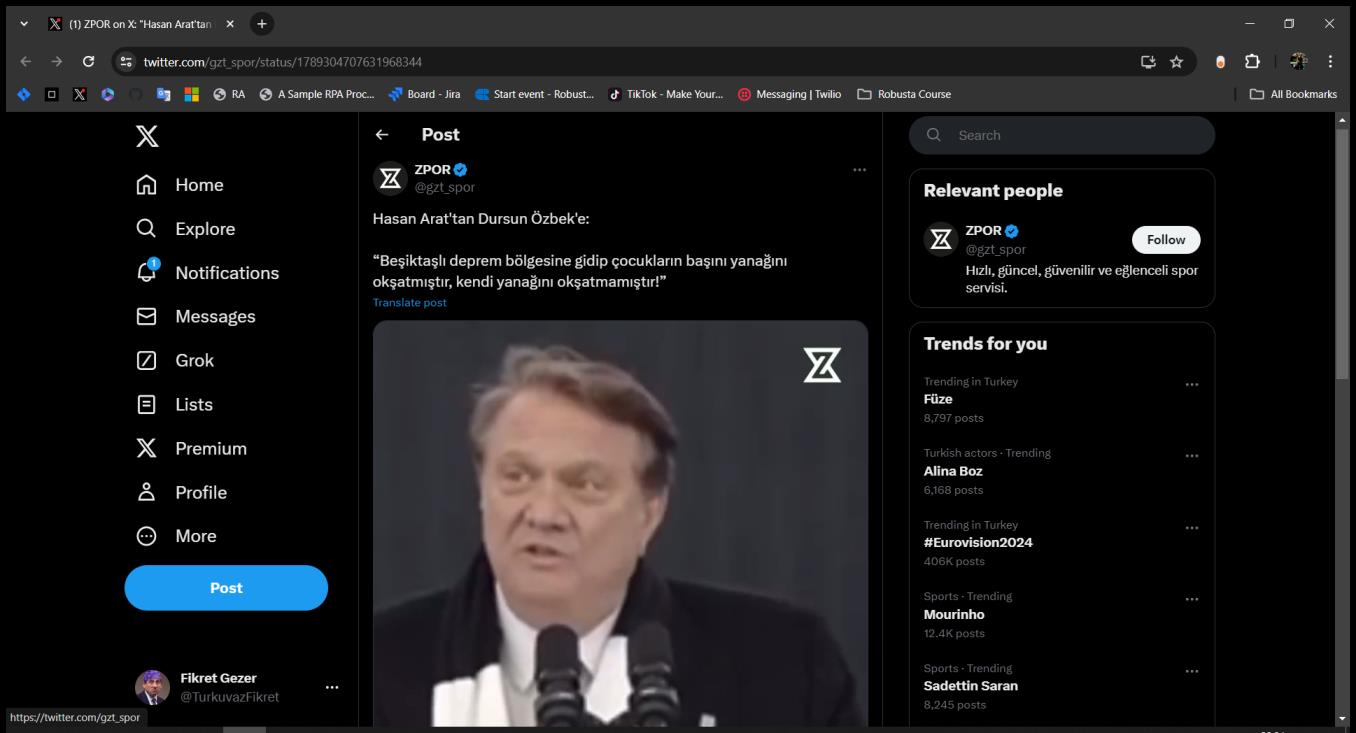 (1) ZPOR on X: "Hasan Arat'tan
twitter.com/gzt_spor/status/1789304707631968344
RA
A Sample RPA Proc...
Board - Jira
Start event - Robust...
TikTok - Make Your...
Messaging | Twilio
Robusta Course
All Bookmarks
Home
Explore
1
Notifications
Messages
Grok
Lists
Premium
Profile
More
Post
Fikret Gezer
@TurkuvazFikret
https://twitter.com/gzt_spor
Post
ZPOR
@gzt_spor
Hasan Arat'tan Dursun Özbek'e:
“Beşiktaşlı deprem bölgesine gidip çocukların başını yanağını
okşatmıştır, kendi yanağını okşatmamıştır!”
Translate post
Search
Relevant people
ZPOR
@gzt_spor
Follow
Hızlı, güncel, güvenilir ve eğlenceli spor
servisi.
Trends for you
Trending in Turkey
Füze
8,797 posts
Turkish actors · Trending
Alina Boz
6,168 posts
Trending in Turkey
#Eurovision2024
406K posts
Sports · Trending
Mourinho
12.4K posts
Sports · Trending
Sadettin Saran
8,245 posts